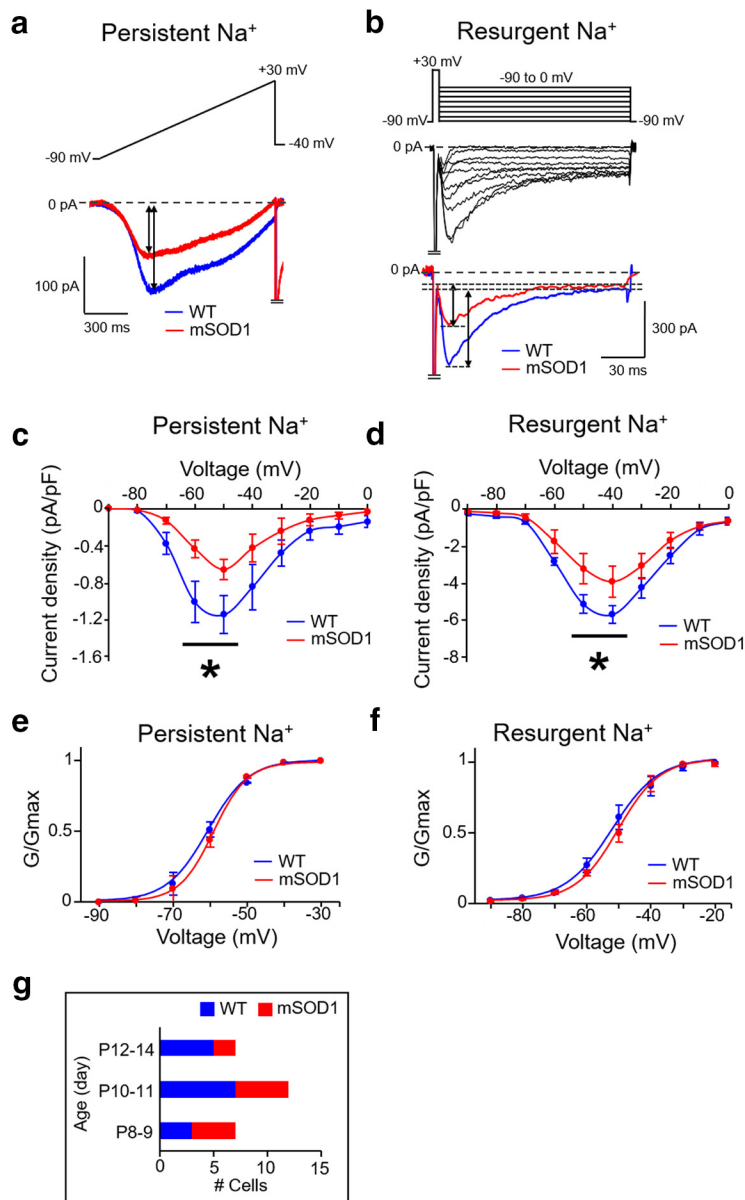 a
Persistent Na+
+30 mV
-90 mV
-40 mV
0 pA
100 pA
300 ms
WT
mSOD1
b
Resurgent Na+
+30 mV
-90 to 0 mV
-90 mV
-90 mV
0 pA
0 pA
WT
mSOD1
300 pA
30 ms
c
Persistent Na+
Voltage (mV)
-80 -60 -40 -20 0
0
-0.4
-0.8
-1.2
-1.6
Current density (pA/pF)
WT
mSOD1
*
d
Resurgent Na+
Voltage (mV)
-80 -60 -40 -20 0
0
-2
-4
-6
-8
Current density (pA/pF)
WT
mSOD1
*
e
Persistent Na+
1
0.5
0
G/Gmax
WT
mSOD1
-90 -70 -50 -30
Voltage (mV)
f
Resurgent Na+
1
0.5
0
G/Gmax
WT
mSOD1
-80 -60 -40 -20
Voltage (mV)
g
WT mSOD1
Age (day)
P12-14
P10-11
P8-9
0 5 10 15
# Cells